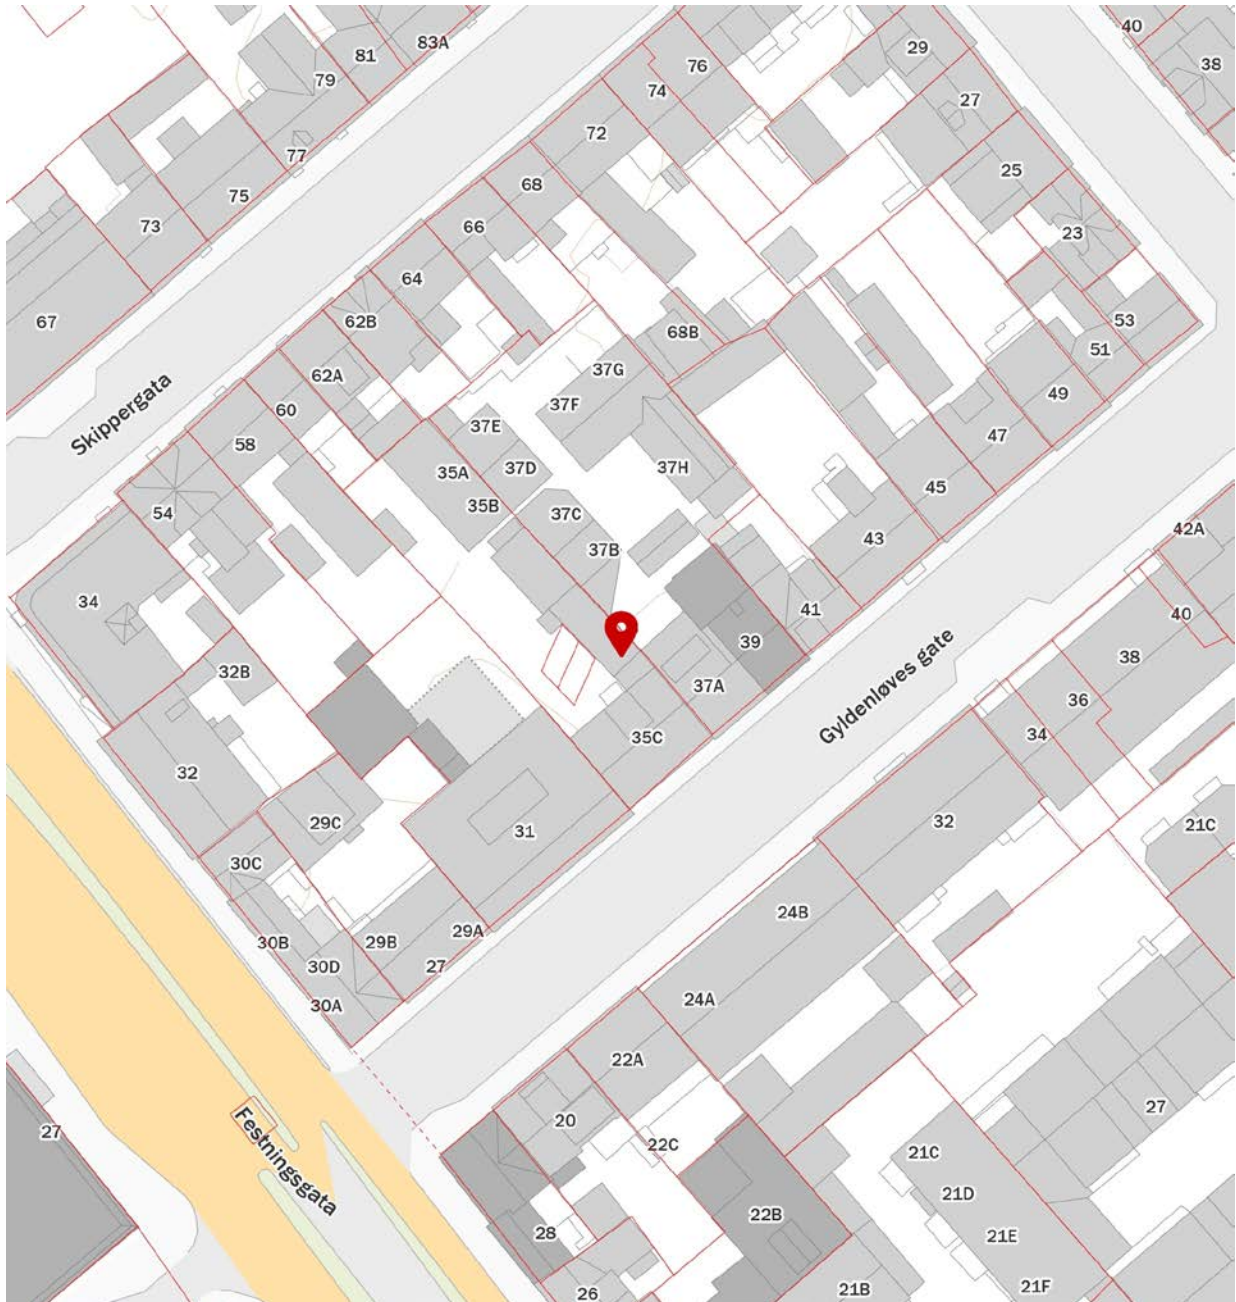 83A
81
79
77
75
73
67
40
38
76
74
72
68
66
64
62B
62A
60
58
54
29
27
25
23
53
51
49
47
45
43
41
39
68B
37G
37F
37E
37D
37H
37C
37B
37A
35A
35B
35C
34
32B
32
31
29C
30C
30B
30D
30A
29B
29A
27
Skippergata
Gyldenløves gate
Festningsgata
42A
40
38
36
34
32
24B
24A
22A
20
22C
22B
28
26
21C
27
21C
21D
21E
21F
21B
27